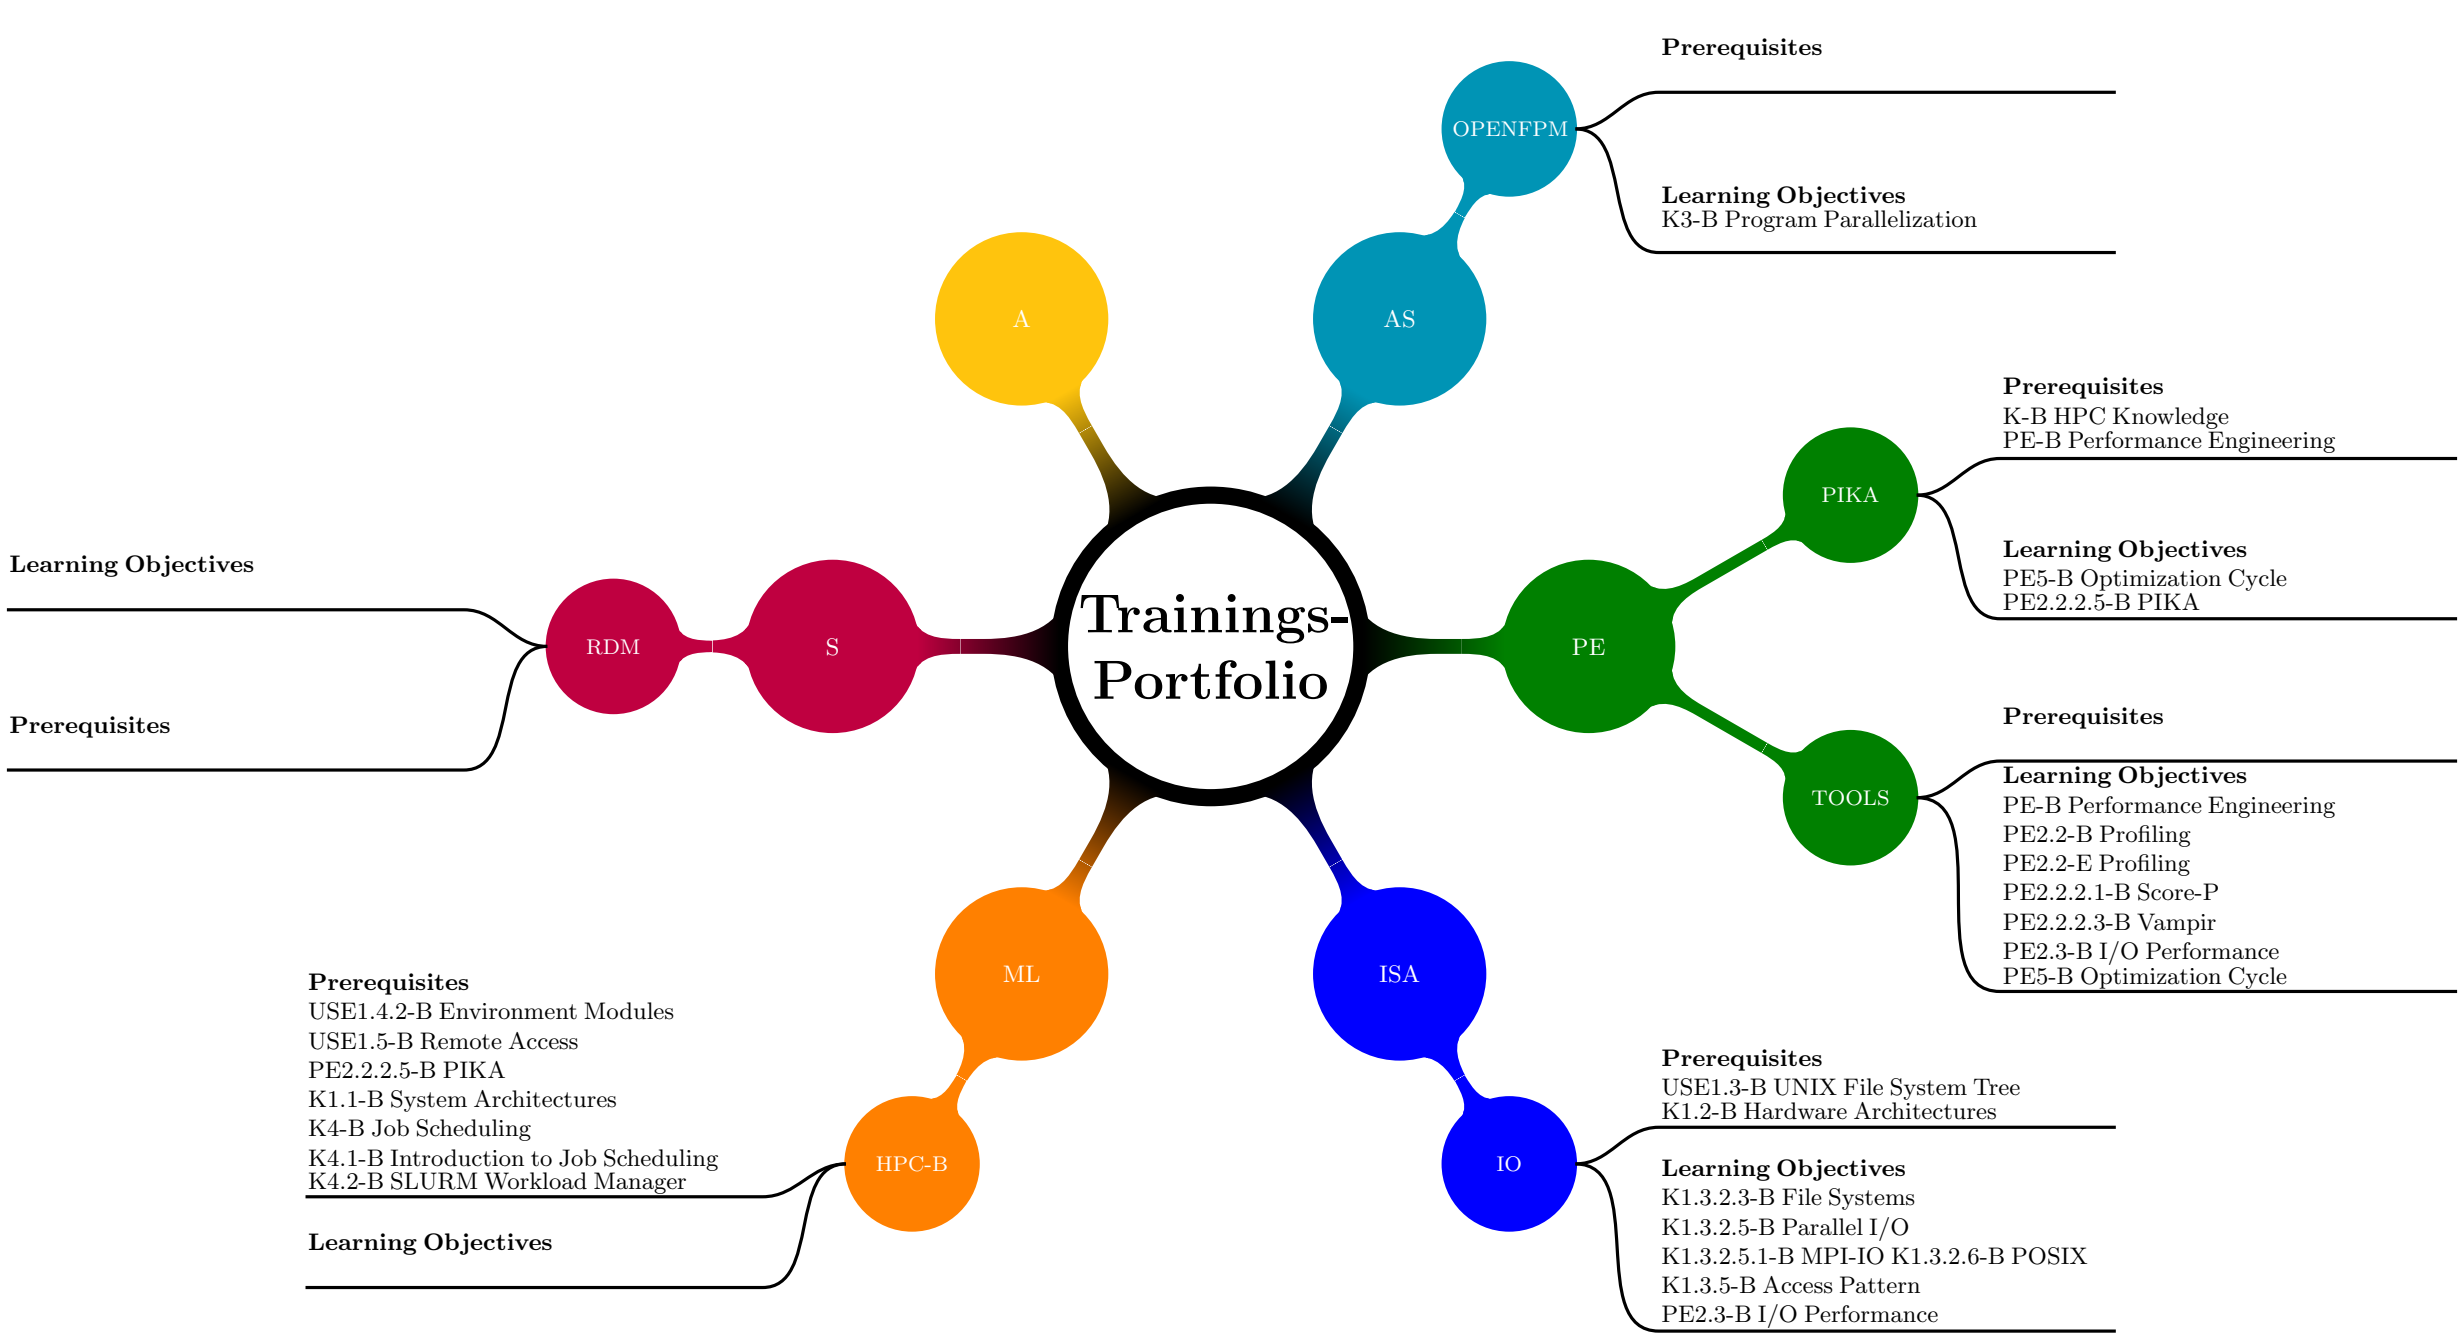 Prerequisites
OPENFPM
Learning Objectives
K3-B Program Parallelization
A
AS
Prerequisites
K-B HPC Knowledge
PE-B Performance Engineering
PIKA
Learning Objectives
PE5-B Optimization Cycle
PE2.2.2.5-B PIKA
Learning Objectives
RDM
S
Trainings-
Portfolio
PE
Prerequisites
Prerequisites
TOOLS
Learning Objectives
PE-B Performance Engineering
PE2.2-B Profiling
PE2.2-E Profiling
PE2.2.2.1-B Score-P
PE2.2.2.3-B Vampir
PE2.3-B I/O Performance
PE5-B Optimization Cycle
ML
ISA
Prerequisites
USE1.4.2-B Environment Modules
USE1.5-B Remote Access
PE2.2.2.5-B PIKA
K1.1-B System Architectures
K4-B Job Scheduling
K4.1-B Introduction to Job Scheduling
K4.2-B SLURM Workload Manager
HPC-B
Learning Objectives
Prerequisites
USE1.3-B UNIX File System Tree
K1.2-B Hardware Architectures
IO
Learning Objectives
K1.3.2.3-B File Systems
K1.3.2.5-B Parallel I/O
K1.3.2.5.1-B MPI-IO K1.3.2.6-B POSIX
K1.3.5-B Access Pattern
PE2.3-B I/O Performance